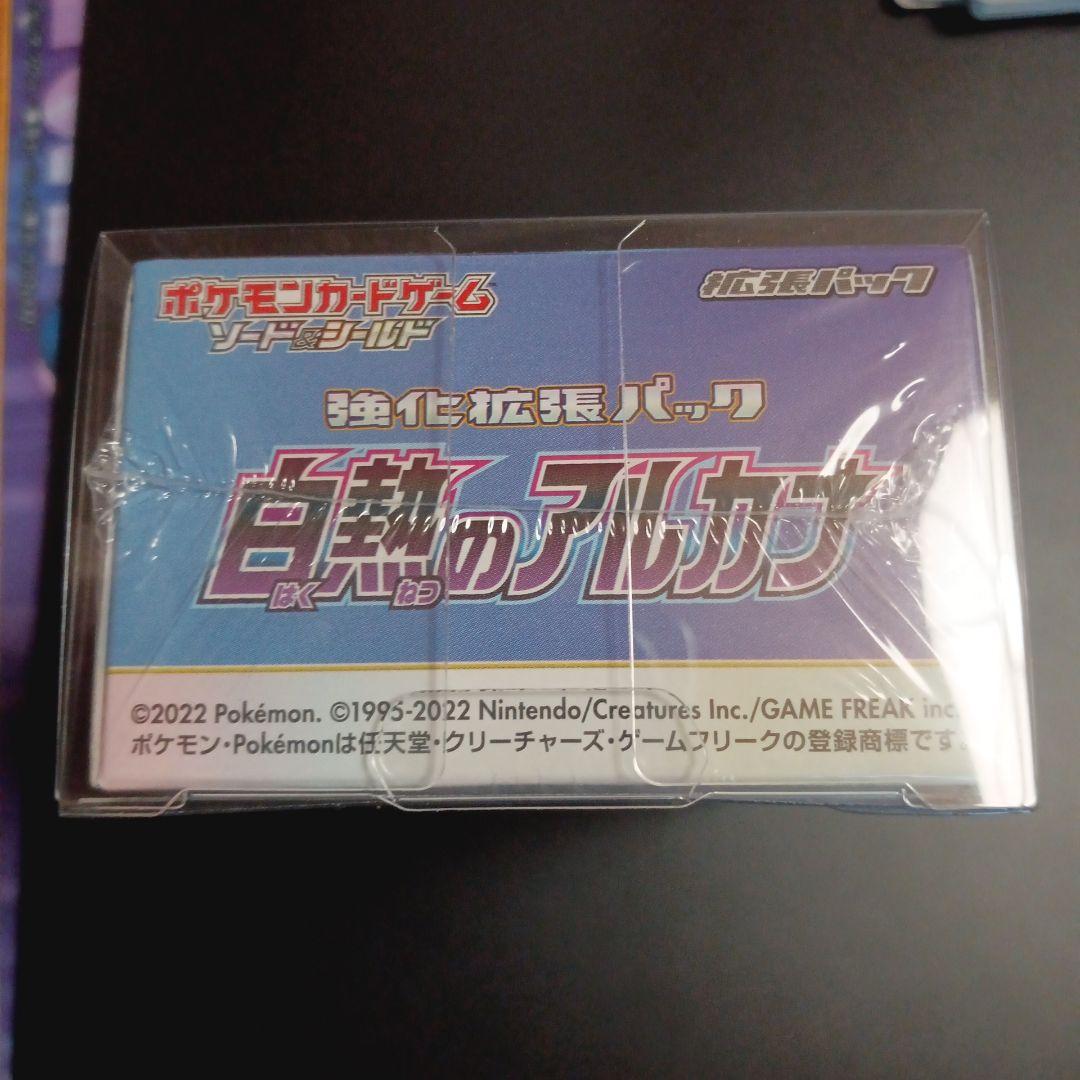 ポケモンカードゲーム
ソード&シールド
拡張パック
強化拡張パック
白熱のアルカナ
はく ねつ
©2022 Pokémon. ©1995-2022 Nintendo/Creatures Inc./GAME FREAK inc.
ポケモン・Pokémonは任天堂・クリーチャーズ・ゲームフリークの登録商標です。